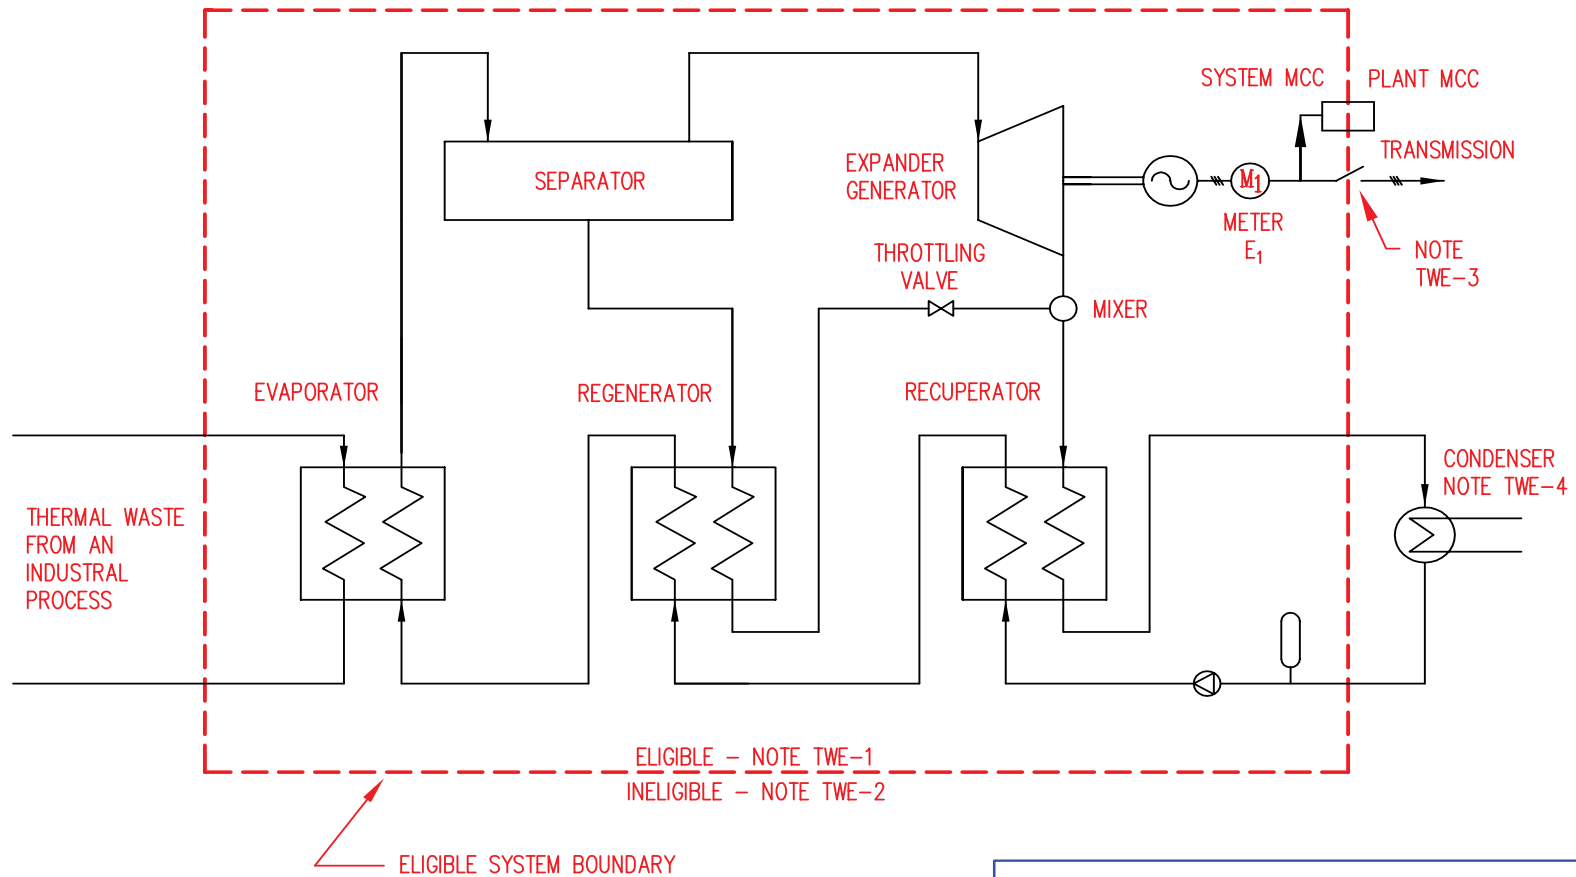 SYSTEM MCC
PLANT MCC
TRANSMISSION
SEPARATOR
EXPANDER
GENERATOR
M1
METER
E1
NOTE
TWE-3
THROTTLING
VALVE
MIXER
EVAPORATOR
REGENERATOR
RECUPERATOR
CONDENSER
NOTE TWE-4
THERMAL WASTE
FROM AN
INDUSTRAL
PROCESS
ELIGIBLE - NOTE TWE-1
INELIGIBLE - NOTE TWE-2
ELIGIBLE SYSTEM BOUNDARY